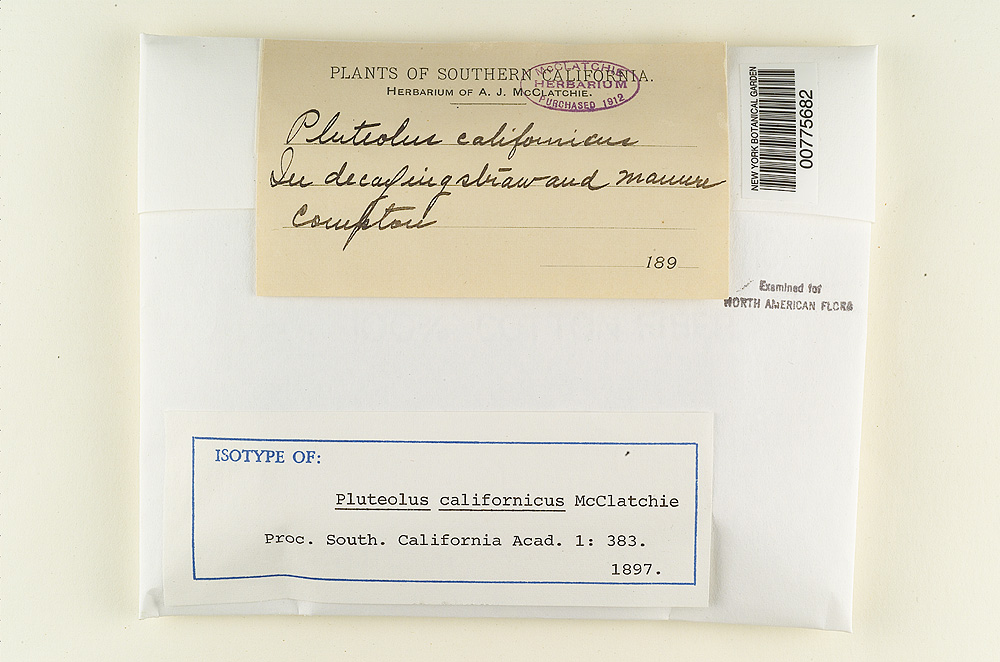 PLANTS OF SOUTHERN CALIFORNIA.
HERBARIUM OF A. J. MCCLATCHIE.
MCCLATCHIE
HERBARIUM
PURCHASED 1912
Pluteolus californicus
In decaying straw and manure
Compton
189
NEW YORK BOTANICAL GARDEN
00775682
Examined for
NORTH AMERICAN FLORA
ISOTYPE OF:
Pluteolus californicus McClatchie
Proc. South. California Acad. 1: 383.
1897.